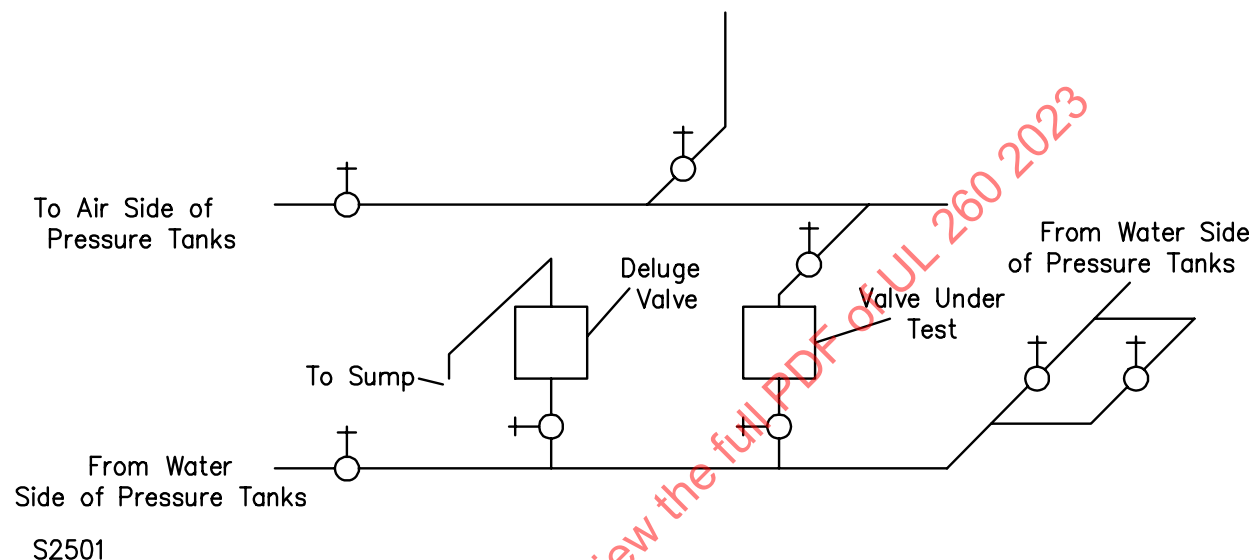 To Air Side of
Pressure Tanks
From Water Side
of Pressure Tanks
Deluge
Valve
Valve Under
Test
To Sump
From Water
Side of Pressure Tanks
S2501
view the full PDF of UL 260 2023